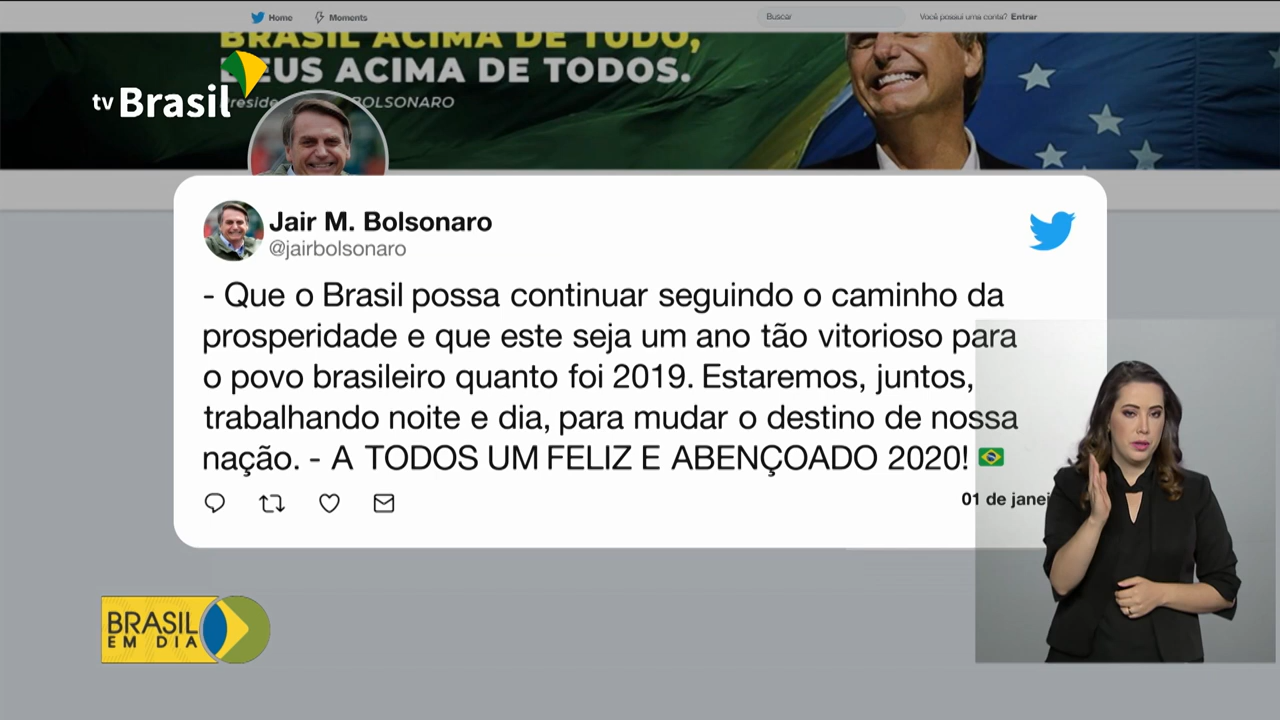 Home Moments Buscar Você possui uma conta? Entrar
BRASIL ACIMA DE TUDO,
DEUS ACIMA DE TODOS.
tv Brasil
BOLSONARO
Jair M. Bolsonaro
@jairbolsonaro
- Que o Brasil possa continuar seguindo o caminho da
prosperidade e que este seja um ano tão vitorioso para
o povo brasileiro quanto foi 2019. Estaremos, juntos,
trabalhando noite e dia, para mudar o destino de nossa
nação. - A TODOS UM FELIZ E ABENÇOADO 2020! 🇧🇷
01 de janei
BRASIL
EM DIA